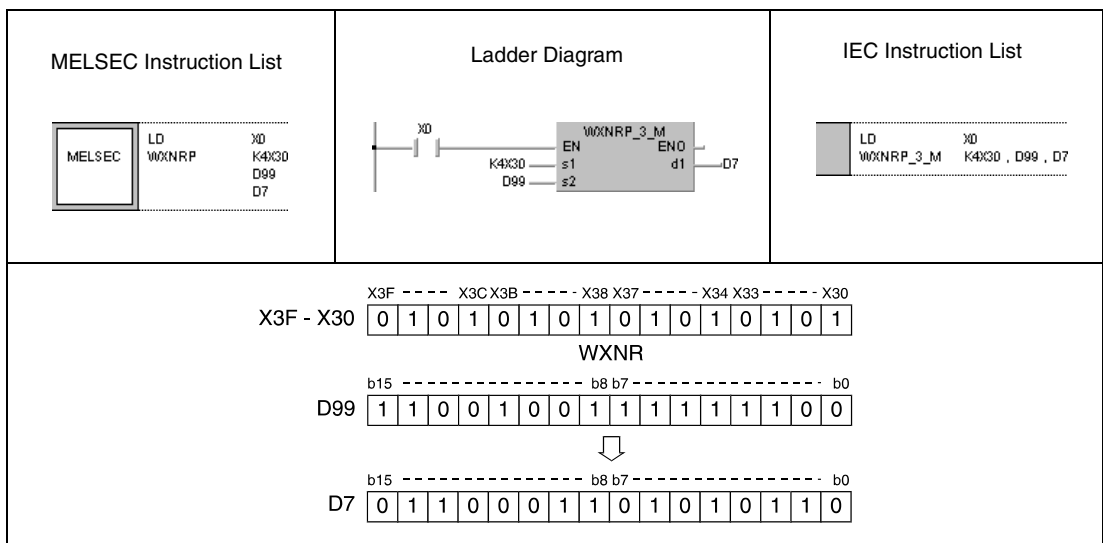 MELSEC Instruction List
MELSEC
LD X0
WXNRP K4X30
D99
D7
Ladder Diagram
X0
WXNRP_3_M
EN ENO
K4X30 s1 d1 D7
D99 s2
IEC Instruction List
LD X0
WXNRP_3_M K4X30 , D99 , D7
X3F - - - - X3C X3B - - - - - X38 X37 - - - - - X34 X33 - - - - - X30
X3F - X30 0 1 0 1 0 1 0 1 0 1 0 1 0 1 0 1
WXNR
b15 - - - - - - - - - - - - - - b8 b7 - - - - - - - - - - - - - - b0
D99 1 1 0 0 1 0 0 1 1 1 1 1 1 1 0 0
b15 - - - - - - - - - - - - - - b8 b7 - - - - - - - - - - - - - - b0
D7 0 1 1 0 0 0 1 1 0 1 0 1 0 1 1 0